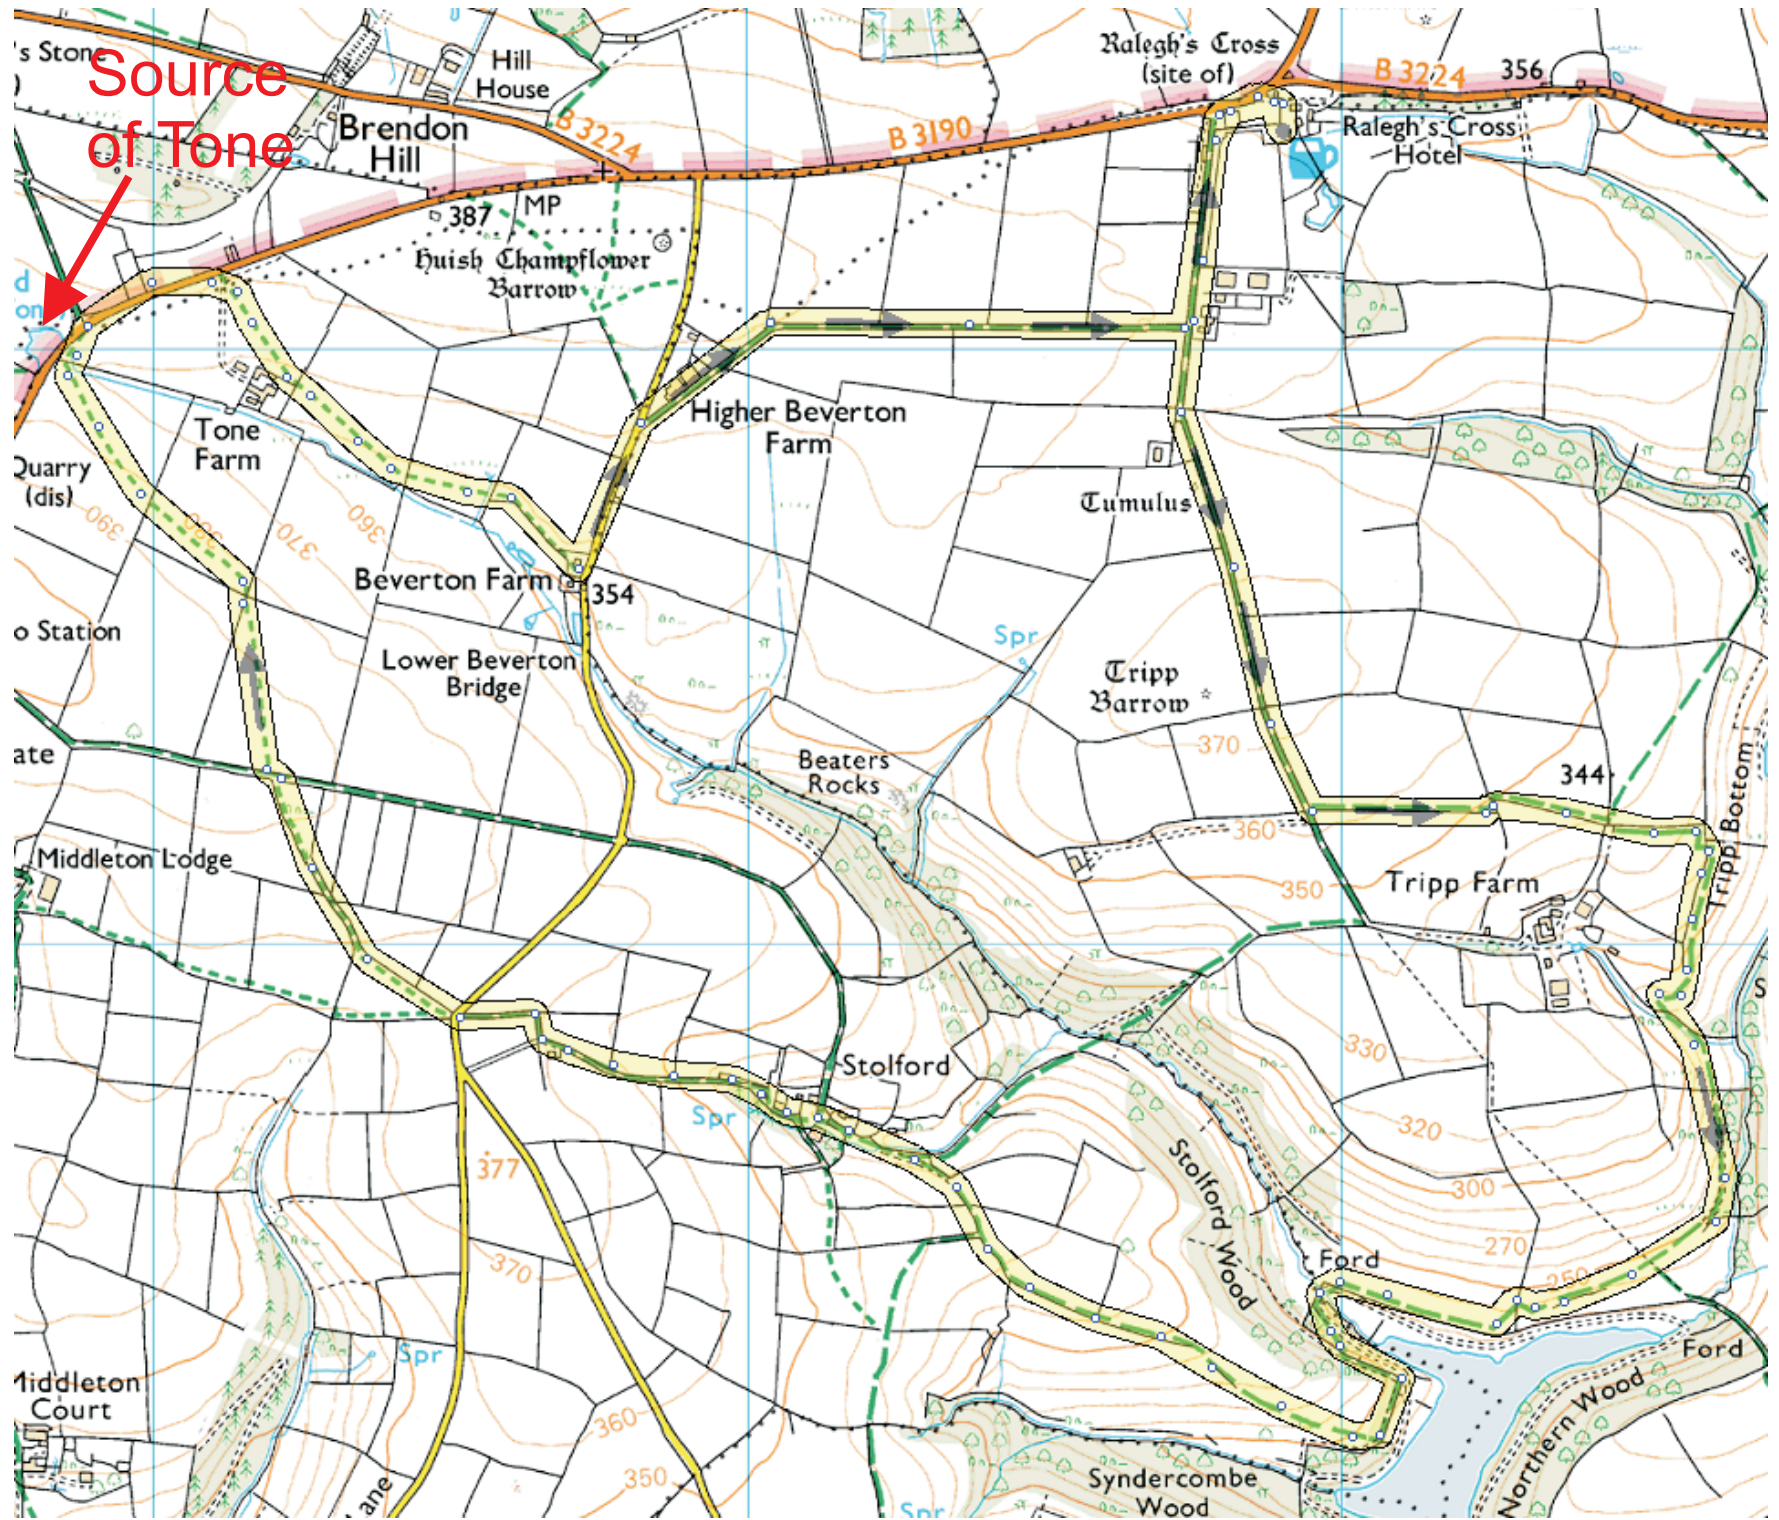 's Stone
)
Source
of Tone
Hill
House
Brendon
Hill
B 3224
B 3190
Ralegh's Cross
(site of)
B 3224
356
Ralegh's Cross
Hotel
387
MP
Huish Champflower
Barrow
d
on
Tone
Farm
Higher Beverton
Farm
Quarry
(dis)
390
380
370
360
Tumulus
Beverton Farm
354
o Station
Lower Beverton
Bridge
Spr
Tripp
Barrow
370
ate
Beaters
Rocks
344
Tripp Bottom
360
Middleton Lodge
350
Tripp Farm
S
Stolford
330
Spr
320
377
Stolford Wood
300
370
270
Ford
250
Spr
Ford
Middleton
Court
360
Northern Wood
350
Syndercombe
Wood
Lane
Spr